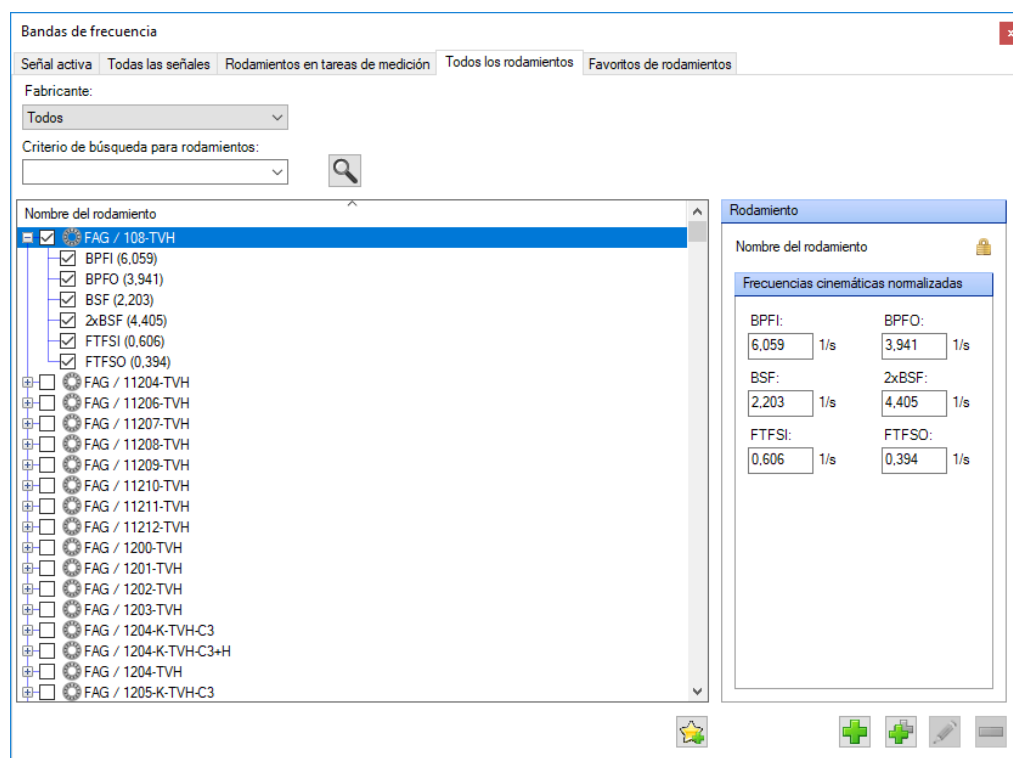 Bandas de frecuencia
Señal activa Todas las señales Rodamientos en tareas de medición Todos los rodamientos Favoritos de rodamientos
Fabricante:
Todos
Criterio de búsqueda para rodamientos:
Nombre del rodamiento
FAG / 108-TVH
BPFI (6,059)
BPFO (3,941)
BSF (2,203)
2xBSF (4,405)
FTFSI (0,606)
FTFSO (0,394)
FAG / 11204-TVH
FAG / 11206-TVH
FAG / 11207-TVH
FAG / 11208-TVH
FAG / 11209-TVH
FAG / 11210-TVH
FAG / 11211-TVH
FAG / 11212-TVH
FAG / 1200-TVH
FAG / 1201-TVH
FAG / 1202-TVH
FAG / 1203-TVH
FAG / 1204-K-TVH-C3
FAG / 1204-K-TVH-C3+H
FAG / 1204-TVH
FAG / 1205-K-TVH-C3
Rodamiento
Nombre del rodamiento
Frecuencias cinemáticas normalizadas
BPFI: BPFO:
6,059 1/s 3,941 1/s
BSF: 2xBSF:
2,203 1/s 4,405 1/s
FTFSI: FTFSO:
0,606 1/s 0,394 1/s